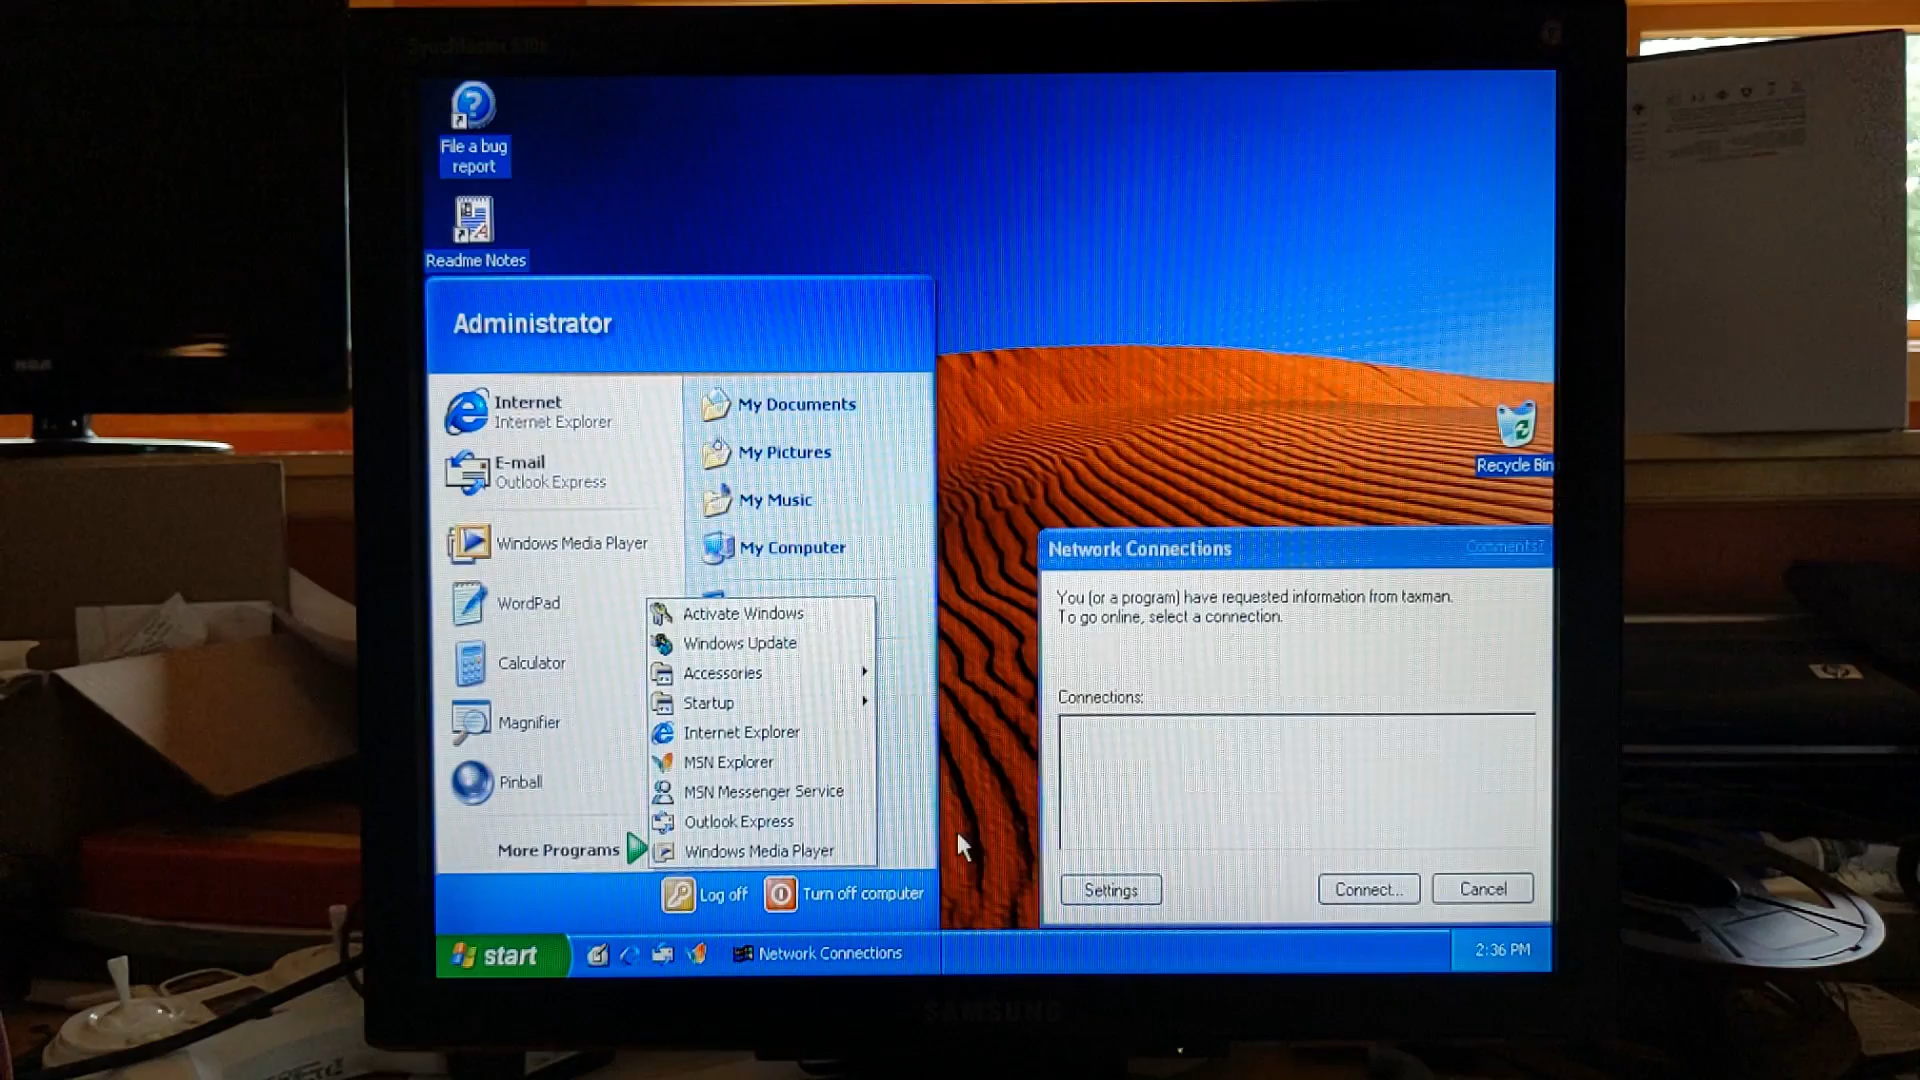 SyncMaster
File a bug
report
Readme Notes
Administrator
Internet
Internet Explorer
E-mail
Outlook Express
Windows Media Player
WordPad
Calculator
Magnifier
Pinball
More Programs
My Documents
My Pictures
My Music
My Computer
Activate Windows
Windows Update
Accessories
Startup
Internet Explorer
MSN Explorer
MSN Messenger Service
Outlook Express
Windows Media Player
Log off
Turn off computer
Recycle Bin
Network Connections
Comments?
You (or a program) have requested information from taxman.
To go online, select a connection.
Connections:
Settings
Connect...
Cancel
start
Network Connections
2:36 PM
SAMSUNG
RCA
hp